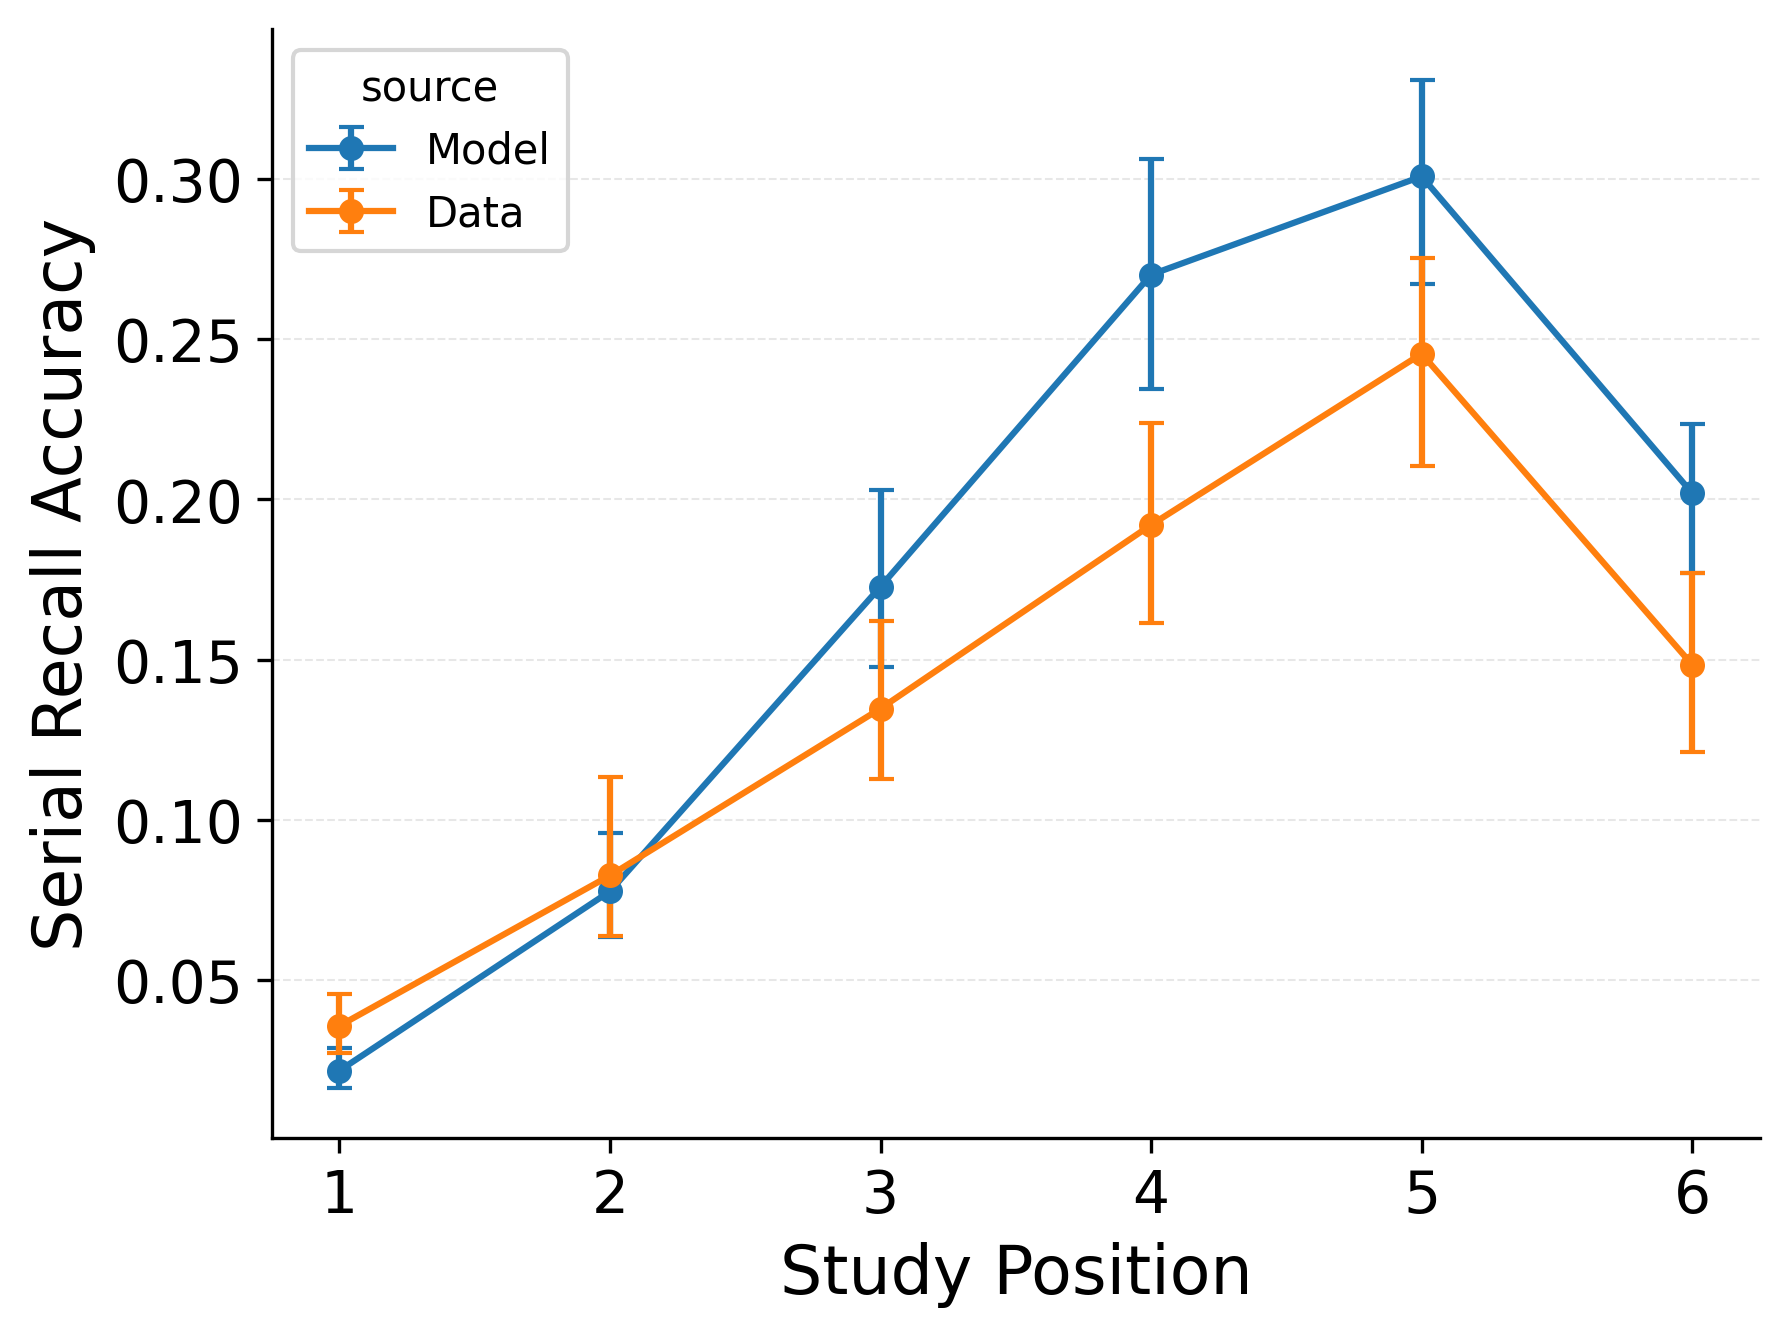 source
Model
Data
0.30
0.25
0.20
0.15
0.10
0.05
Serial Recall Accuracy
1 2 3 4 5 6
Study Position